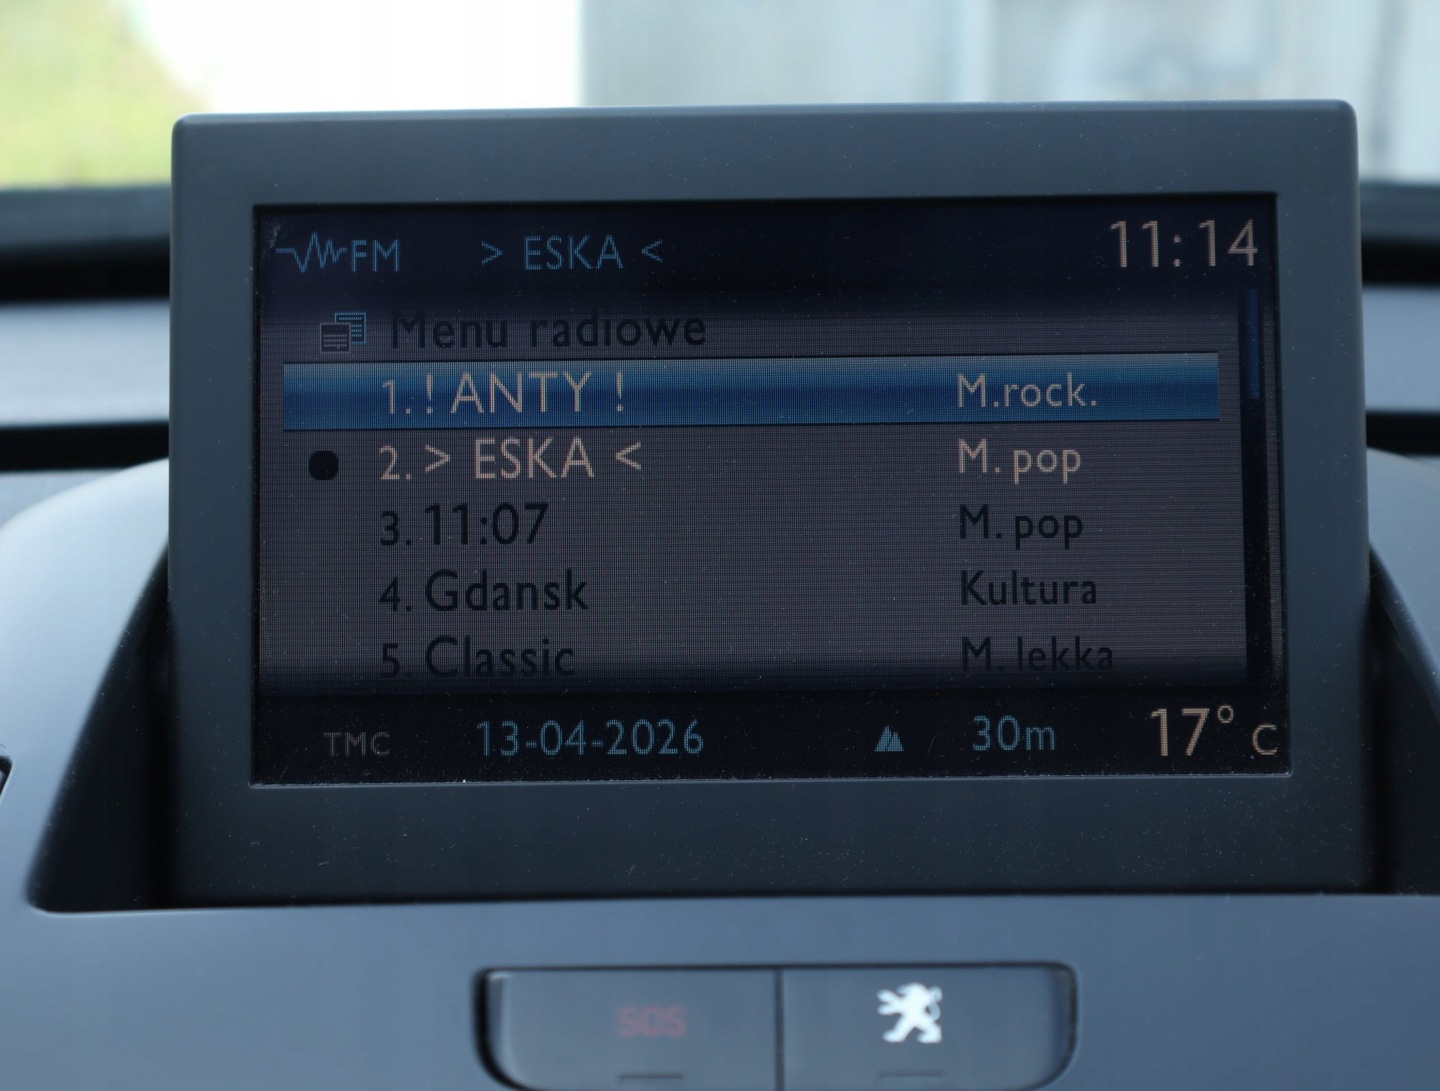 FM > ESKA < 11:14
Menu radiowe
1. ! ANTY ! M.rock.
2. > ESKA < M. pop
3. 11:07 M. pop
4. Gdansk Kultura
5. Classic M. lekka
TMC 13-04-2026 30m 17° C
SOS